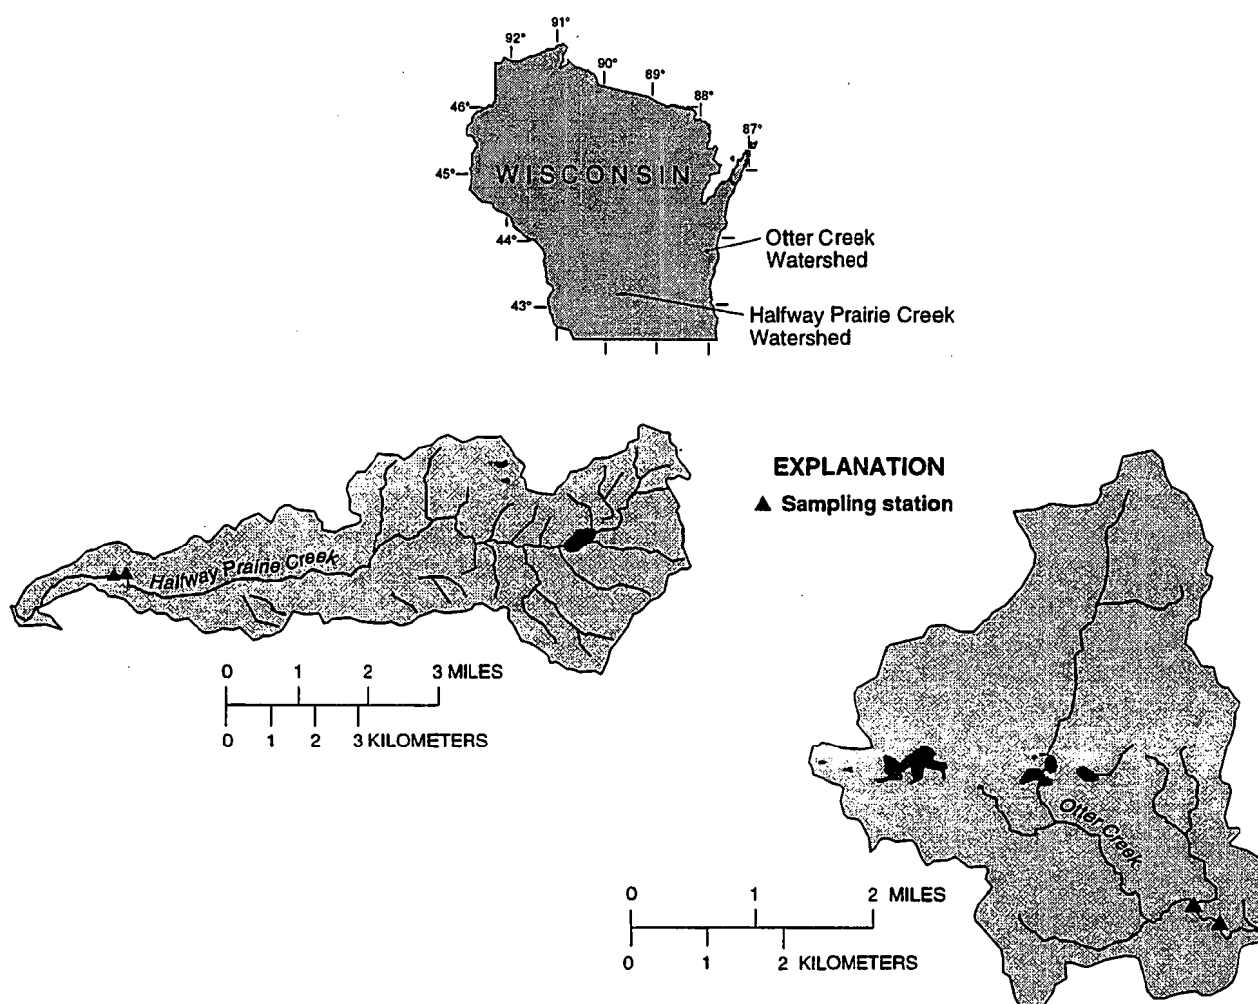 91°
92°
90°
89°
88°
87°
46°
45°
WISCONSIN
44°
43°
Otter Creek
Watershed
Halfway Prairie Creek
Watershed
EXPLANATION
▲ Sampling station
Halfway Prairie Creek
0 1 2 3 MILES
0 1 2 3 KILOMETERS
Otter Creek
0 1 2 MILES
0 1 2 KILOMETERS